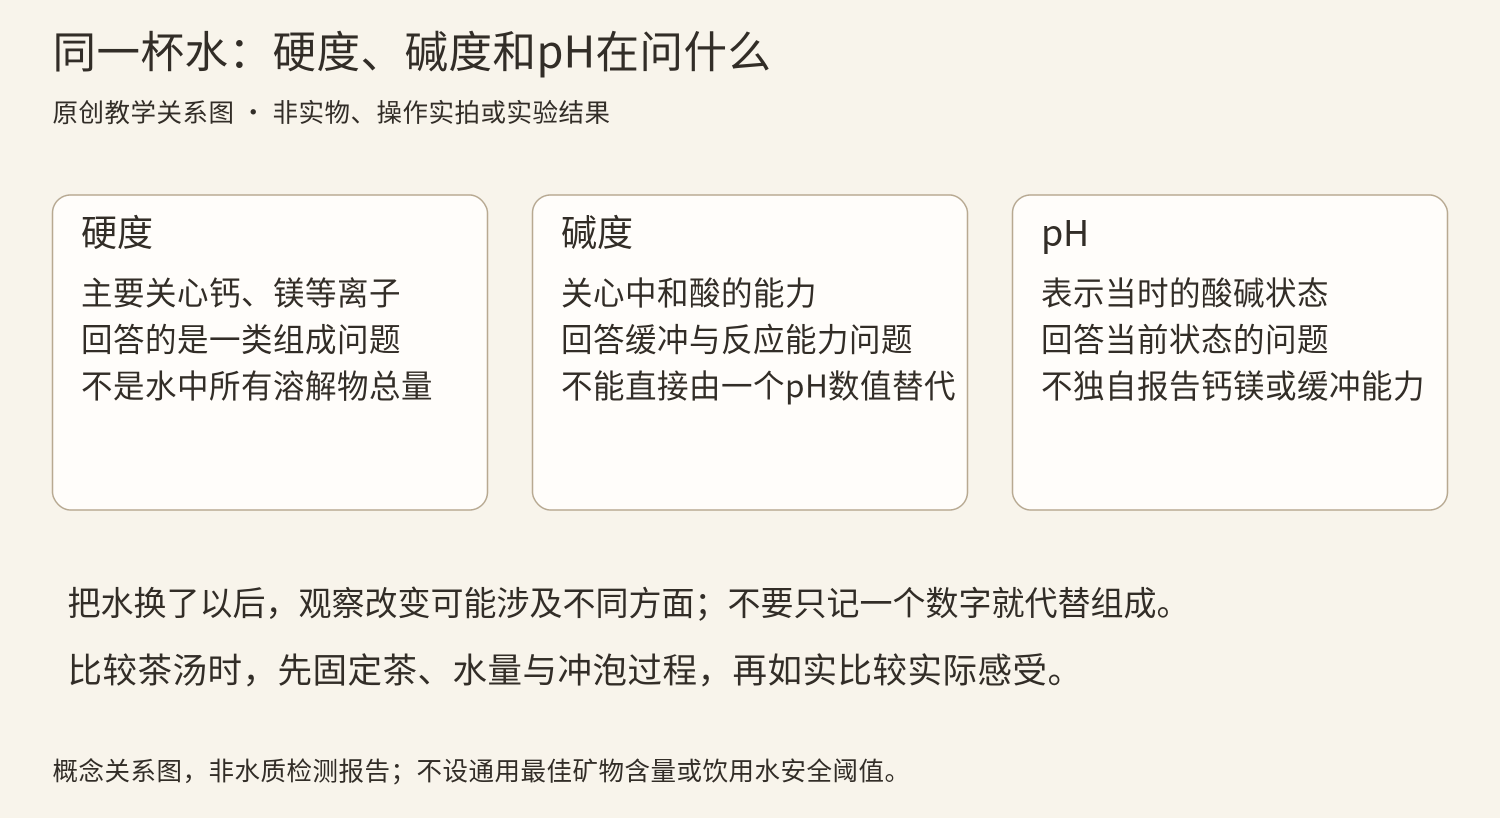 同一杯水：硬度、碱度和pH在问什么
原创教学关系图 · 非实物、操作实拍或实验结果
硬度
主要关心钙、镁等离子
回答的是一类组成问题
不是水中所有溶解物总量
碱度
关心中和酸的能力
回答缓冲与反应能力问题
不能直接由一个pH数值替代
pH
表示当时的酸碱状态
回答当前状态的问题
不独自报告钙镁或缓冲能力
把水换了以后，观察改变可能涉及不同方面；不要只记一个数字就代替组成。
比较茶汤时，先固定茶、水量与冲泡过程，再如实比较实际感受。
概念关系图，非水质检测报告；不设通用最佳矿物含量或饮用水安全阈值。